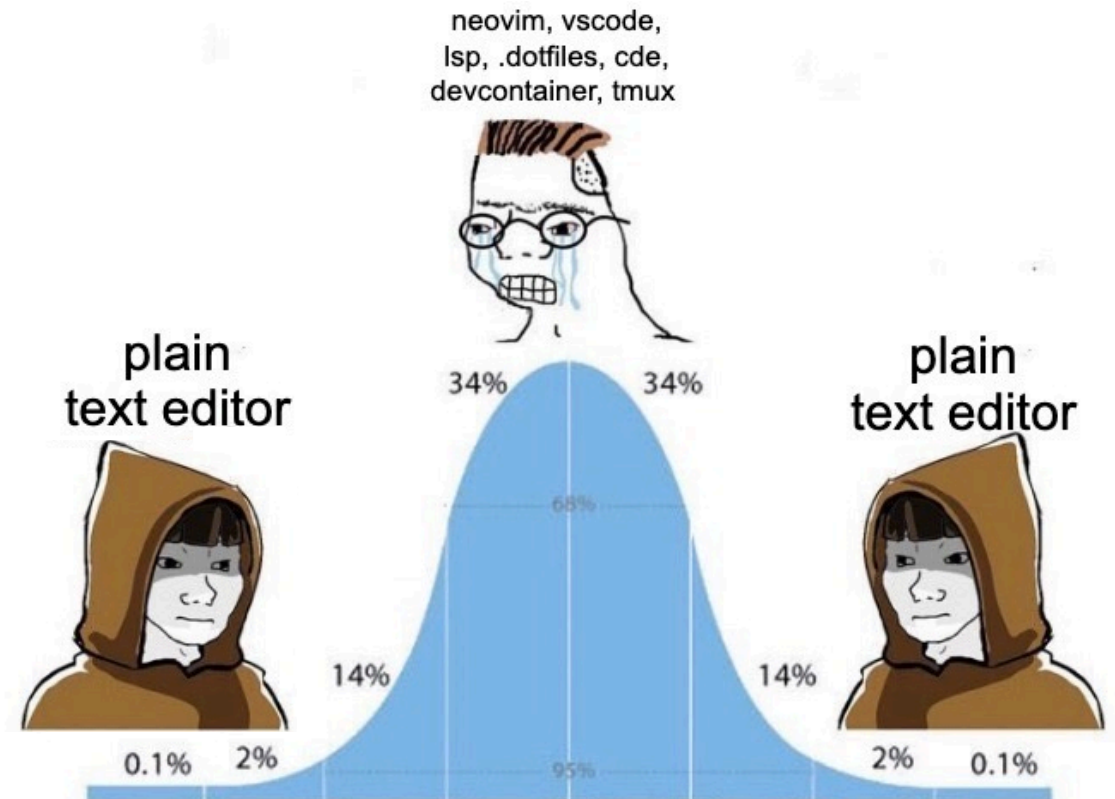 neovim, vscode,
lsp, .dotfiles, cde,
devcontainer, tmux
plain
text editor
plain
text editor
34%
34%
68%
14%
14%
0.1%
2%
95%
2%
0.1%